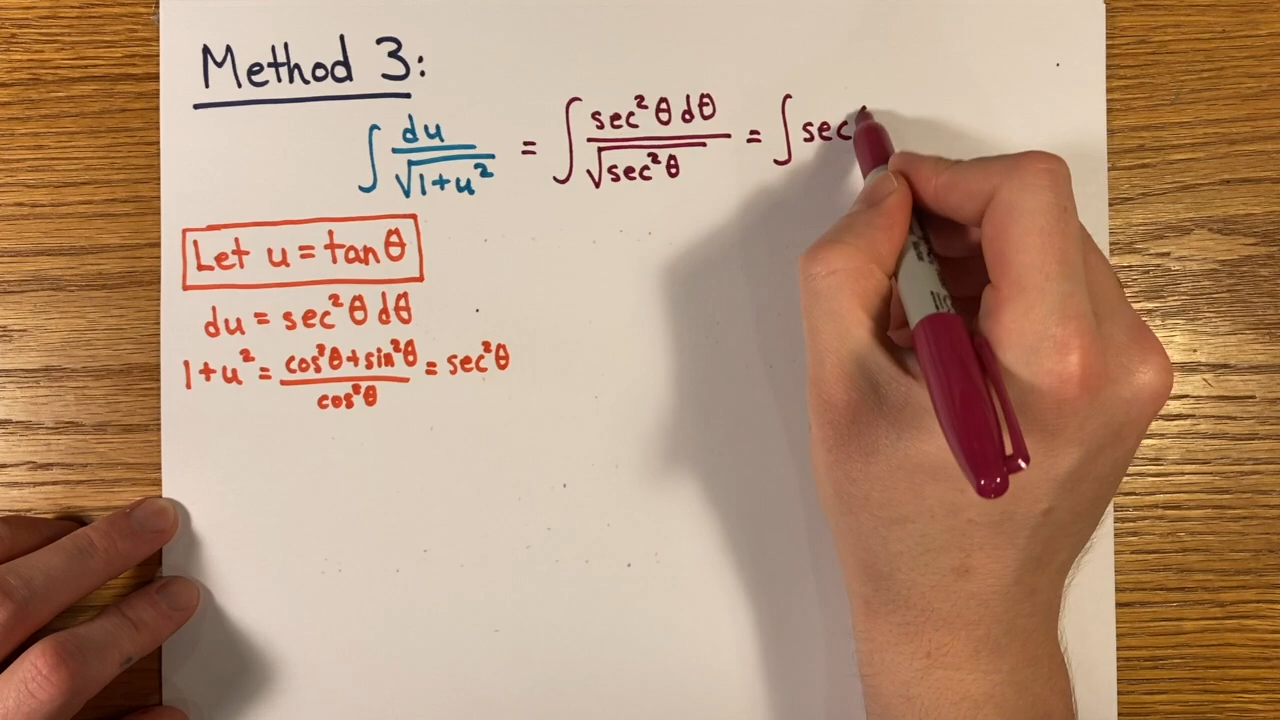 Method 3:
∫ du/√(1+u²) = ∫ sec²θ dθ/√(sec²θ) = ∫ sec
Let u = tanθ
du = sec²θ dθ
1+u² = (cos²θ + sin²θ)/cos²θ = sec²θ